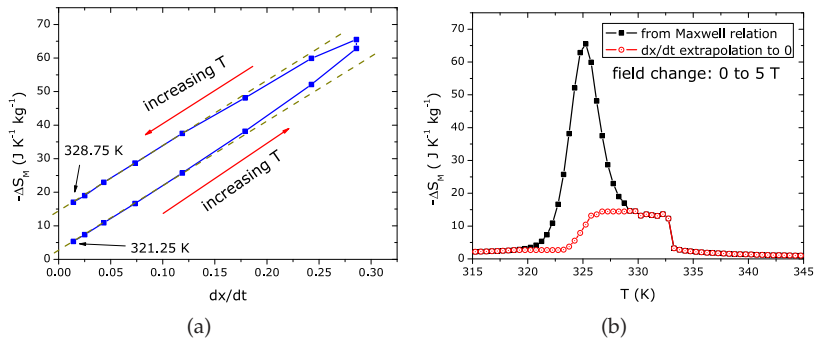 70
60
50
40
30
20
10
0
-ΔS_M (J K⁻¹ kg⁻¹)
increasing T
328.75 K
increasing T
321.25 K
0.00 0.05 0.10 0.15 0.20 0.25 0.30
dx/dt
(a)
70
60
50
40
30
20
10
0
-ΔS_M ( J K⁻¹ kg⁻¹)
from Maxwell relation
dx/dt extrapolation to 0
field change: 0 to 5 T
315 320 325 330 335 340 345
T (K)
(b)